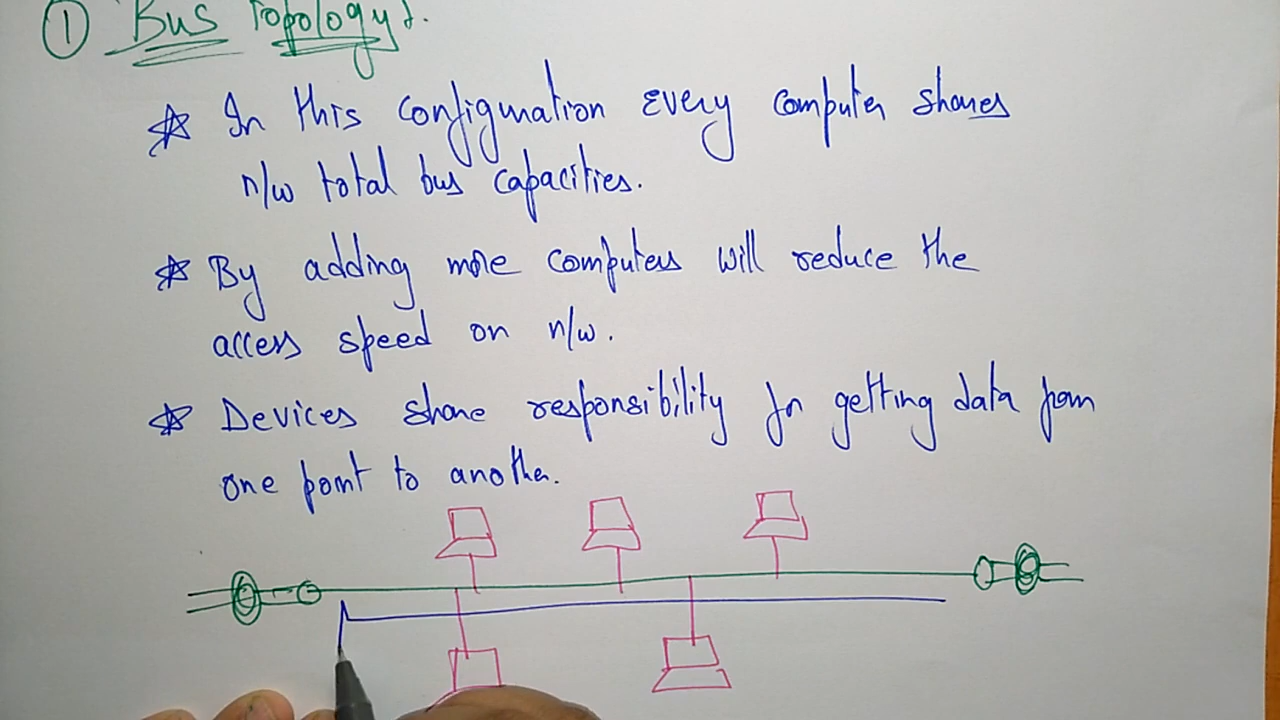 ① Bus Topology:
☆ In this configuration every computer shares
n/w total bus capacities.
☆ By adding more computers will reduce the
access speed on n/w.
☆ Devices share responsibility for getting data from
one point to another.